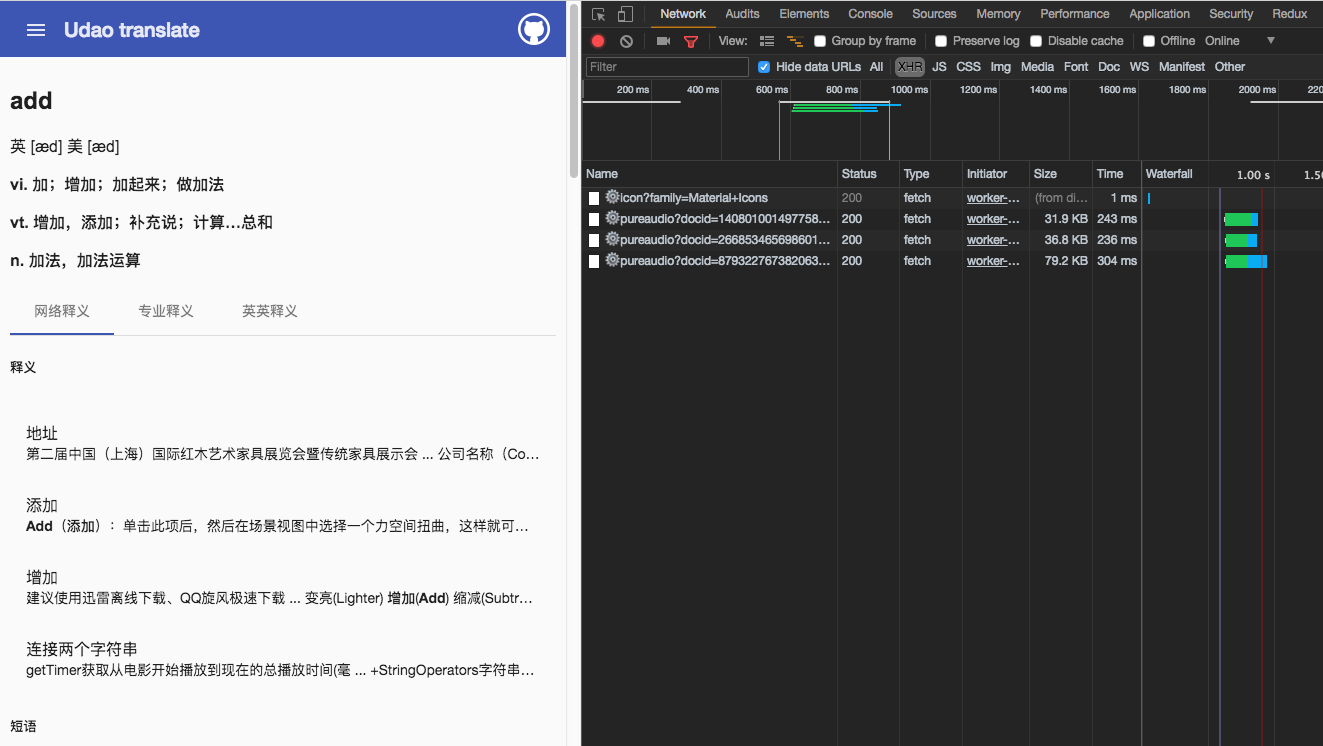 Udao translate
add
英 [æd] 美 [æd]
vi. 加；增加；加起来；做加法
vt. 增加，添加；补充说；计算…总和
n. 加法，加法运算
网络释义 专业释义 英英释义
释义
地址
第二届中国（上海）国际红木艺术家具展览会暨传统家具展示会 ... 公司名称（Co…
添加
Add（添加）：单击此项后，然后在场景视图中选择一个力空间扭曲，这样就可…
增加
建议使用迅雷离线下载、QQ旋风极速下载 ... 变亮(Lighter) 增加(Add) 缩减(Subtr…
连接两个字符串
getTimer获取从电影开始播放到现在的总播放时间(毫 ... +StringOperators字符串…
短语
Network Audits Elements Console Sources Memory Performance Application Security Redux
View: Group by frame Preserve log Disable cache Offline Online
Filter Hide data URLs All XHR JS CSS Img Media Font Doc WS Manifest Other
200 ms 400 ms 600 ms 800 ms 1000 ms 1200 ms 1400 ms 1600 ms 1800 ms 2000 ms 220
Name Status Type Initiator Size Time Waterfall 1.00 s 1.50
icon?family=Material+Icons 200 fetch worker-... (from di... 1 ms
pureaudio?docid=140801001497758... 200 fetch worker-... 31.9 KB 243 ms
pureaudio?docid=266853465698601... 200 fetch worker-... 36.8 KB 236 ms
pureaudio?docid=879322767382063... 200 fetch worker-... 79.2 KB 304 ms